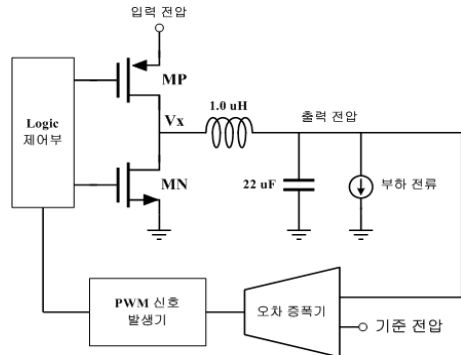 입력 전압
MP
Logic
제어부
Vx
1.0 uH
출력 전압
MN
22 uF
부하 전류
PWM 신호
발생기
오차 증폭기
기준 전압